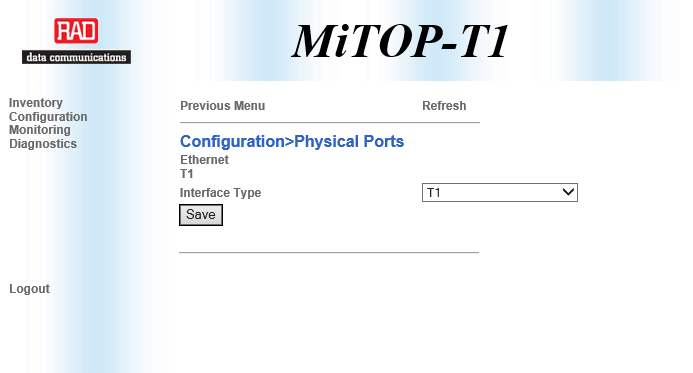 RAD
data communications
MiTOP-T1
Inventory
Configuration
Monitoring
Diagnostics
Previous Menu Refresh
Configuration>Physical Ports
Ethernet
T1
Interface Type T1
Save
Logout